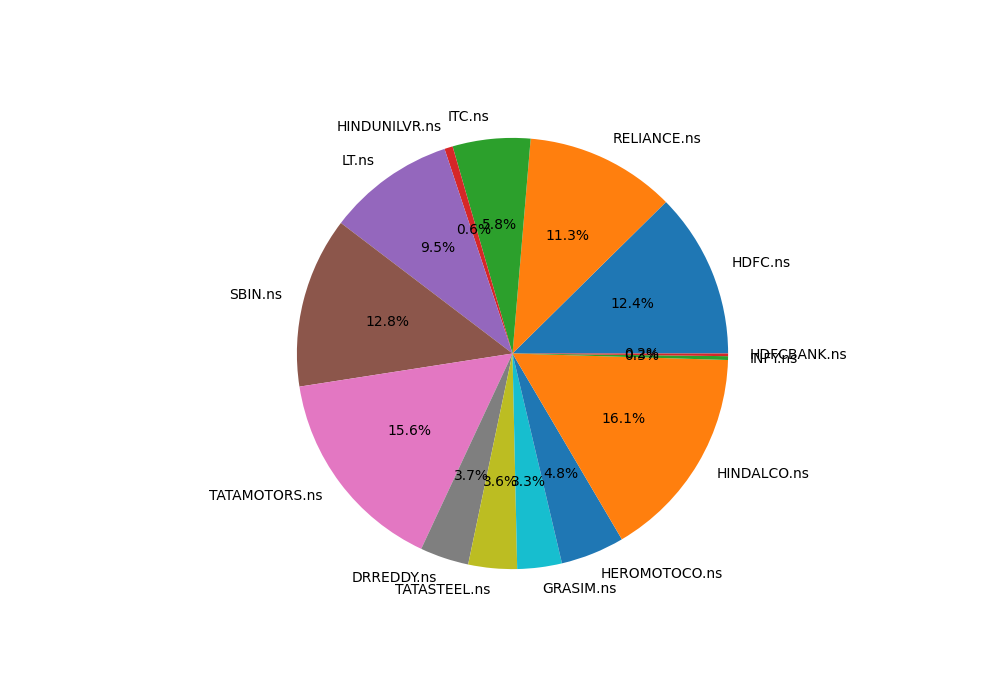 ITC.ns
HINDUNILVR.ns
RELIANCE.ns
LT.ns
5.8%
0.6%
11.3%
9.5%
HDFC.ns
SBIN.ns
12.4%
12.8%
HDFCBANK.ns
INFY.ns
16.1%
15.6%
HINDALCO.ns
4.8%
3.7%
3.6%
3.3%
TATAMOTORS.ns
HEROMOTOCO.ns
DRREDDY.ns
TATASTEEL.ns
GRASIM.ns